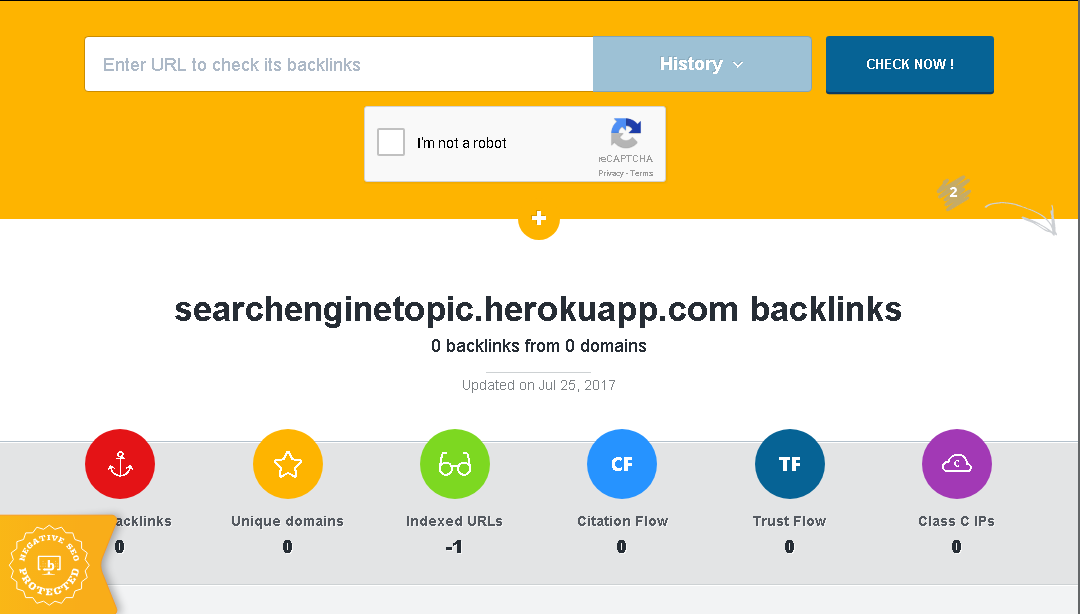 Enter URL to check its backlinks
History
CHECK NOW !
I'm not a robot
reCAPTCHA
Privacy - Terms
2
searchenginetopic.herokuapp.com backlinks
0 backlinks from 0 domains
Updated on Jul 25, 2017
CF
TF
C
acklinks
Unique domains
Indexed URLs
Citation Flow
Trust Flow
Class C IPs
0
0
-1
0
0
0
NEGATIVE SEO
b
PROTECTED